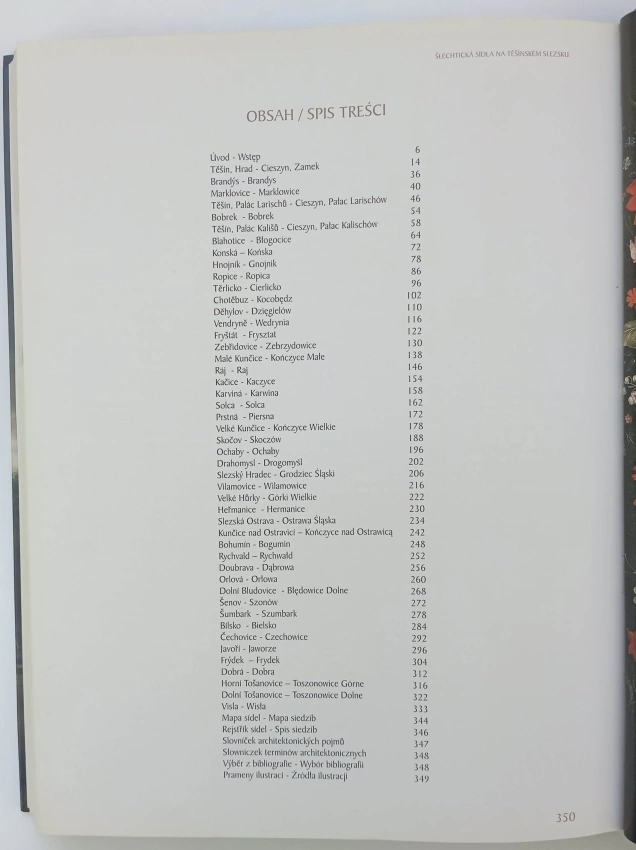 ŠLECHTICKÁ SÍDLA NA TĚŠÍNSKÉM SLEZSKU
OBSAH / SPIS TREŚCI
Úvod - Wstęp 6
Těšín, Hrad - Cieszyn, Zamek 14
Brandýs - Brandys 36
Marklovice - Marklowice 40
Těšín, Palác Larischů - Cieszyn, Pałac Larischów 46
Bobrek - Bobrek 54
Těšín, Palác Kališů - Cieszyn, Pałac Kalischów 58
Blahotice - Błogocice 64
Konská – Końska 72
Hnojník - Gnojnik 78
Ropice - Ropica 86
Těrlicko - Cierlicko 96
Chotěbuz - Kocobędz 102
Děhylov - Dzięgielów 110
Vendryně - Wędrynia 116
Fryštát - Frysztat 122
Zebřidovice - Zebrzydowice 130
Malé Kunčice - Kończyce Małe 138
Ráj - Raj 146
Kačice - Kaczyce 154
Karviná - Karwina 158
Solca - Solca 162
Prstná - Piersna 172
Velké Kunčice - Kończyce Wielkie 178
Skočov - Skoczów 188
Ochaby - Ochaby 196
Drahomyšl - Drogomyśl 202
Slezský Hradec - Grodziec Śląski 206
Vilamovice - Wilamowice 216
Velké Hůrky - Górki Wielkie 222
Heřmanice - Hermanice 230
Slezská Ostrava - Ostrawa Śląska 234
Kunčice nad Ostravicí – Kończyce nad Ostrawicą 242
Bohumín - Bogumin 248
Rychvald – Rychwałd 252
Doubrava - Dąbrowa 256
Orlová - Orłowa 260
Dolní Bludovice - Błędowice Dolne 268
Šenov - Szonów 272
Šumbark - Szumbark 278
Bílsko - Bielsko 284
Čechovice - Czechowice 292
Javoří - Jaworze 296
Frýdek – Frydek 304
Dobrá - Dobra 312
Horní Tošanovice – Toszonowice Górne 316
Dolní Tošanovice – Toszonowice Dolne 322
Visla - Wisła 333
Mapa sídel - Mapa siedzib 344
Rejstřík sídel - Spis siedzib 346
Slovníček architektonických pojmů 347
Słowniczek terminów architektonicznych 348
Výběr z bibliografie - Wybór bibliografii 348
Prameny ilustrací - Źródła ilustracji 349
350